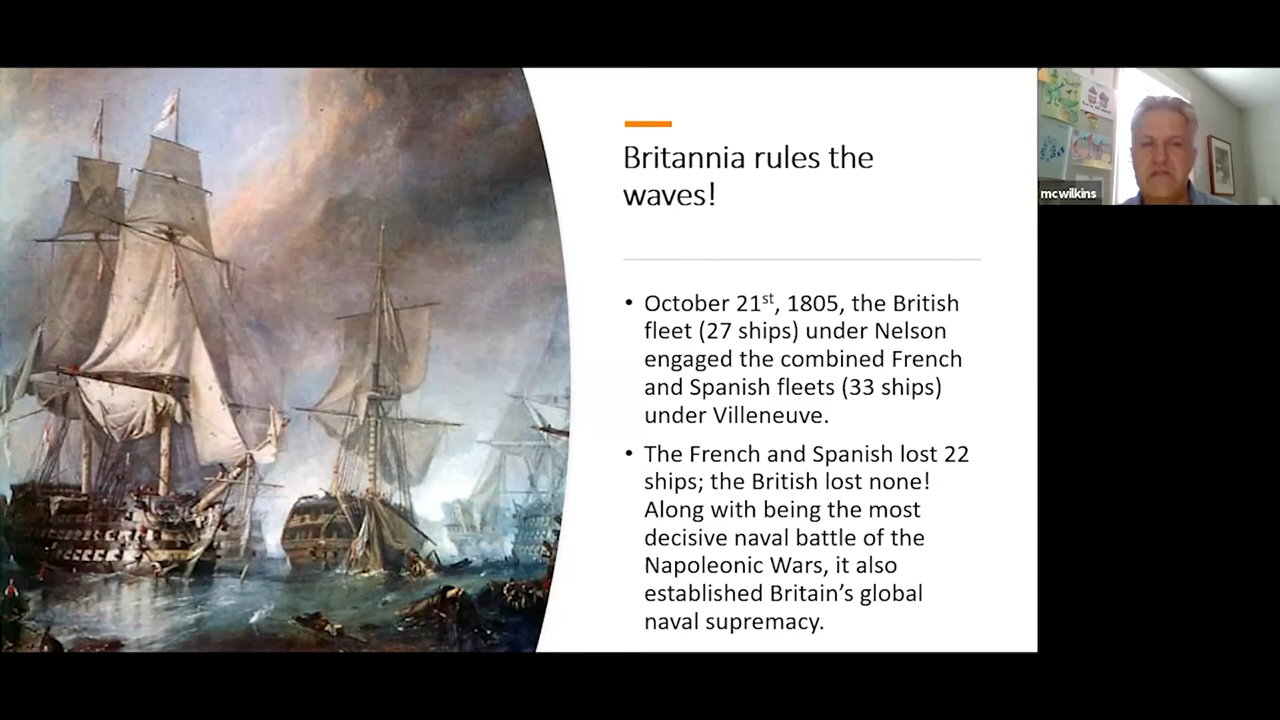 Britannia rules the
waves!
• October 21st, 1805, the British
fleet (27 ships) under Nelson
engaged the combined French
and Spanish fleets (33 ships)
under Villeneuve.
• The French and Spanish lost 22
ships; the British lost none!
Along with being the most
decisive naval battle of the
Napoleonic Wars, it also
established Britain’s global
naval supremacy.
mcwilkins